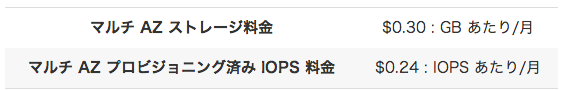 マルチ AZ ストレージ料金 $0.30 : GB あたり/月
マルチ AZ プロビジョニング済み IOPS 料金 $0.24 : IOPS あたり/月